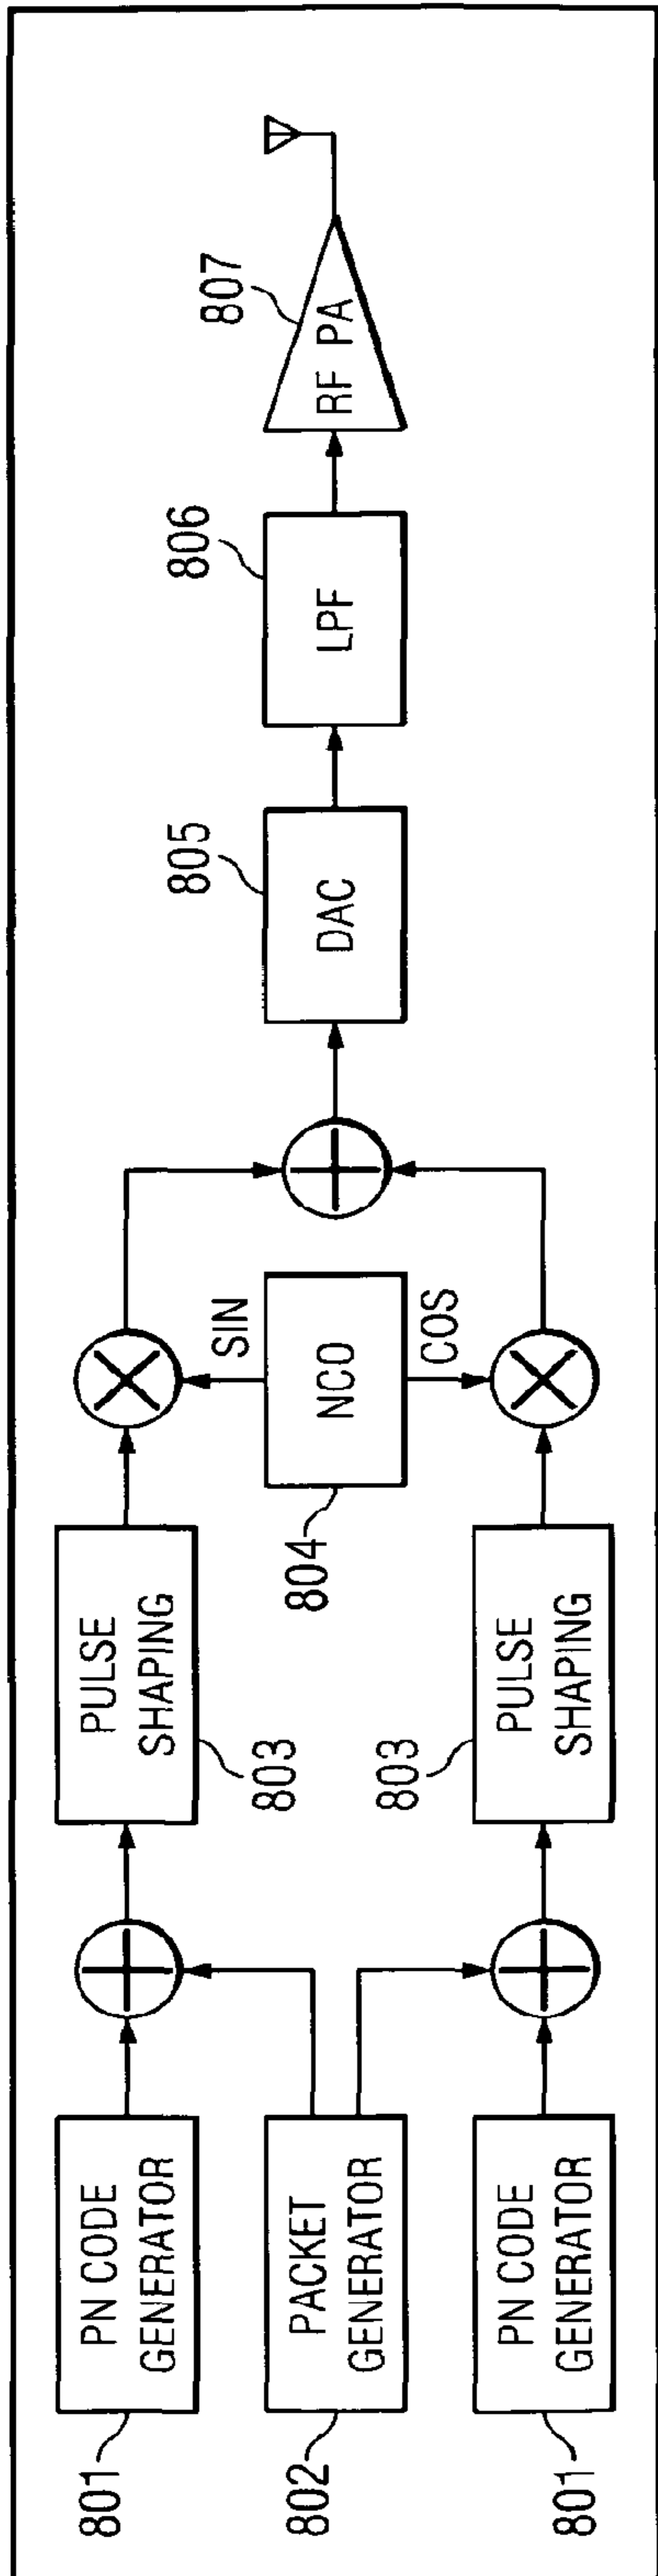 801
PN CODE
GENERATOR
802
PACKET
GENERATOR
801
PN CODE
GENERATOR
PULSE
SHAPING
803
803
PULSE
SHAPING
SIN
NCO
804
COS
805
DAC
806
LPF
807
RF PA